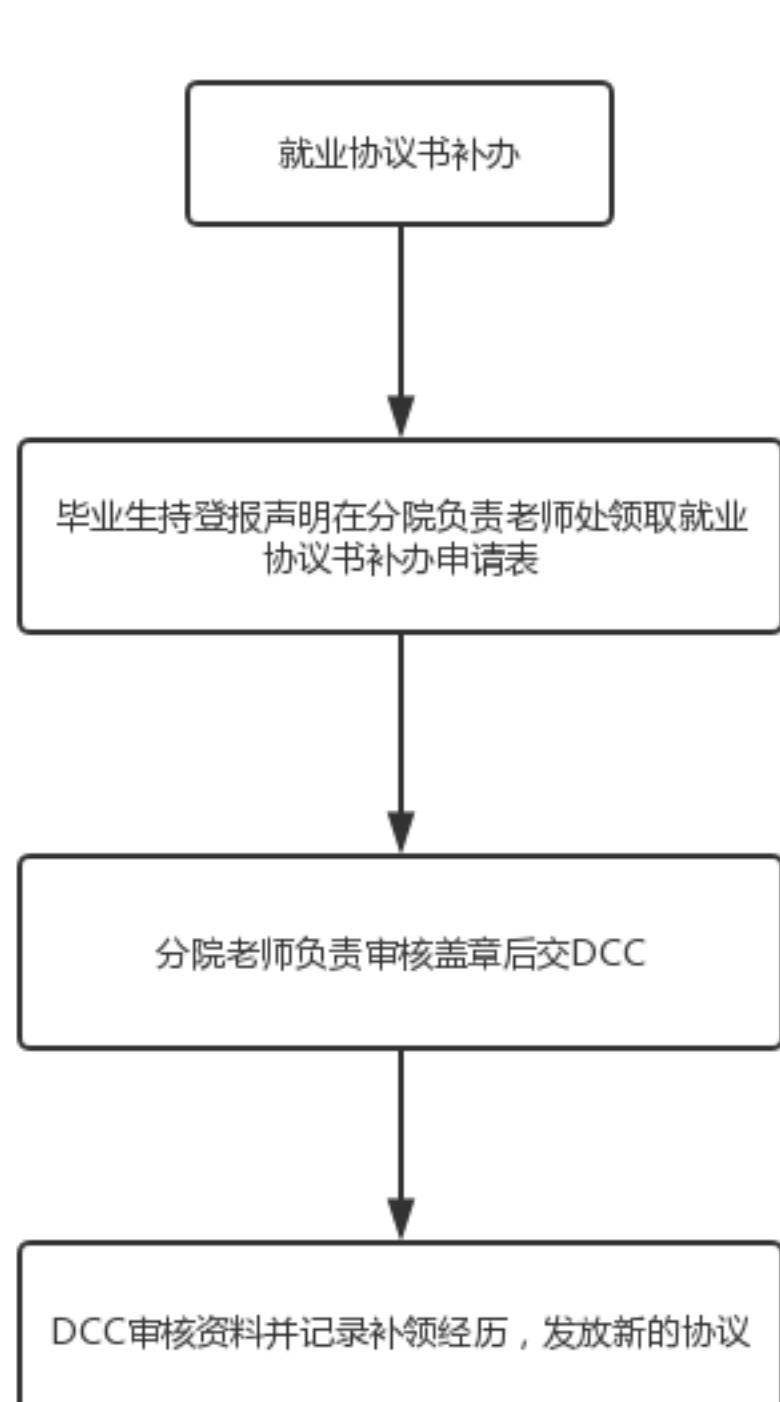 就业协议书补办
毕业生持登报声明在分院负责老师处领取就业
协议书补办申请表
分院老师负责审核盖章后交DCC
DCC审核资料并记录补领经历，发放新的协议